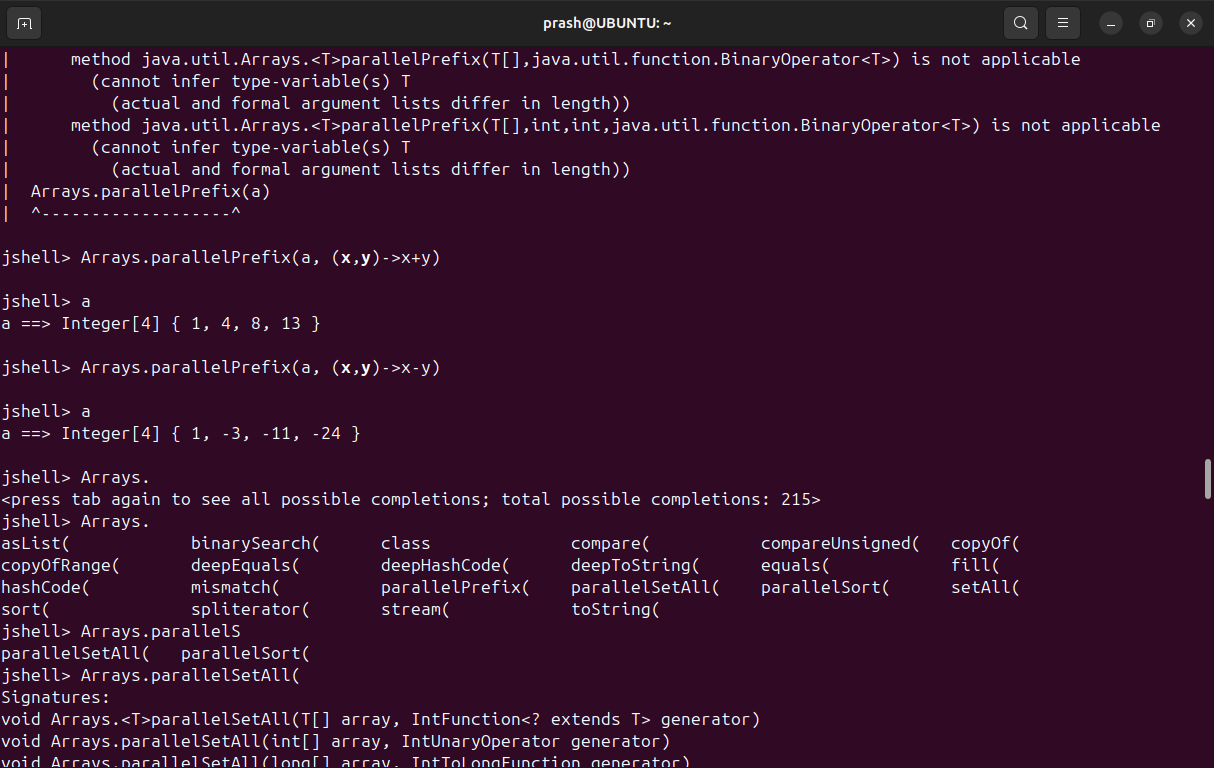 prash@UBUNTU: ~
|      method java.util.Arrays.<T>parallelPrefix(T[],java.util.function.BinaryOperator<T>) is not applicable
|        (cannot infer type-variable(s) T
|          (actual and formal argument lists differ in length))
|      method java.util.Arrays.<T>parallelPrefix(T[],int,int,java.util.function.BinaryOperator<T>) is not applicable
|        (cannot infer type-variable(s) T
|          (actual and formal argument lists differ in length))
|  Arrays.parallelPrefix(a)
|  ^-------------------^
jshell> Arrays.parallelPrefix(a, (x,y)->x+y)
jshell> a
a ==> Integer[4] { 1, 4, 8, 13 }
jshell> Arrays.parallelPrefix(a, (x,y)->x-y)
jshell> a
a ==> Integer[4] { 1, -3, -11, -24 }
jshell> Arrays.
<press tab again to see all possible completions; total possible completions: 215>
jshell> Arrays.
asList(            binarySearch(      class              compare(           compareUnsigned(   copyOf(
copyOfRange(       deepEquals(        deepHashCode(      deepToString(      equals(            fill(
hashCode(          mismatch(          parallelPrefix(    parallelSetAll(    parallelSort(      setAll(
sort(              spliterator(       stream(            toString(
jshell> Arrays.parallelS
parallelSetAll(   parallelSort(
jshell> Arrays.parallelSetAll(
Signatures:
void Arrays.<T>parallelSetAll(T[] array, IntFunction<? extends T> generator)
void Arrays.parallelSetAll(int[] array, IntUnaryOperator generator)
void Arrays.parallelSetAll(long[] array, IntToLongFunction generator)